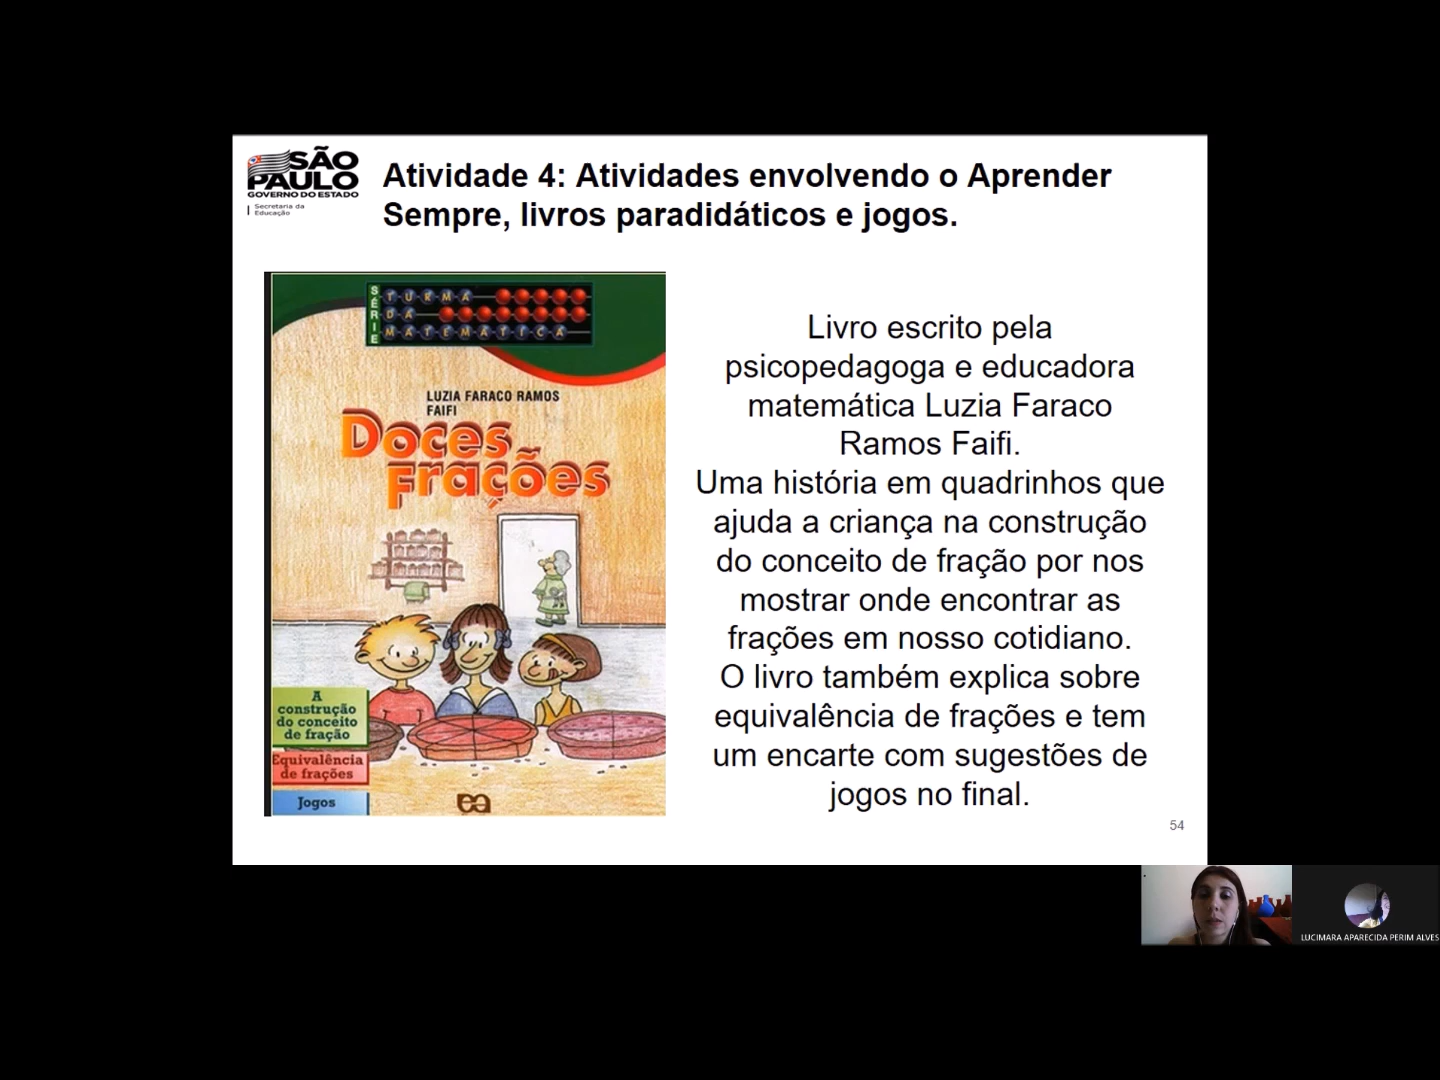 SÃO
PAULO
GOVERNO DO ESTADO
Secretaria da
Educação
Atividade 4: Atividades envolvendo o Aprender
Sempre, livros paradidáticos e jogos.
SÉRIE
TURMA
DA
MATEMÁTICA
LUZIA FARACO RAMOS
FAIFI
Doces
Frações
A
construção
do conceito
de fração
Equivalência
de frações
Jogos
ea
Livro escrito pela
psicopedagoga e educadora
matemática Luzia Faraco
Ramos Faifi.
Uma história em quadrinhos que
ajuda a criança na construção
do conceito de fração por nos
mostrar onde encontrar as
frações em nosso cotidiano.
O livro também explica sobre
equivalência de frações e tem
um encarte com sugestões de
jogos no final.
54
LUCIMARA APARECIDA PERIM ALVES